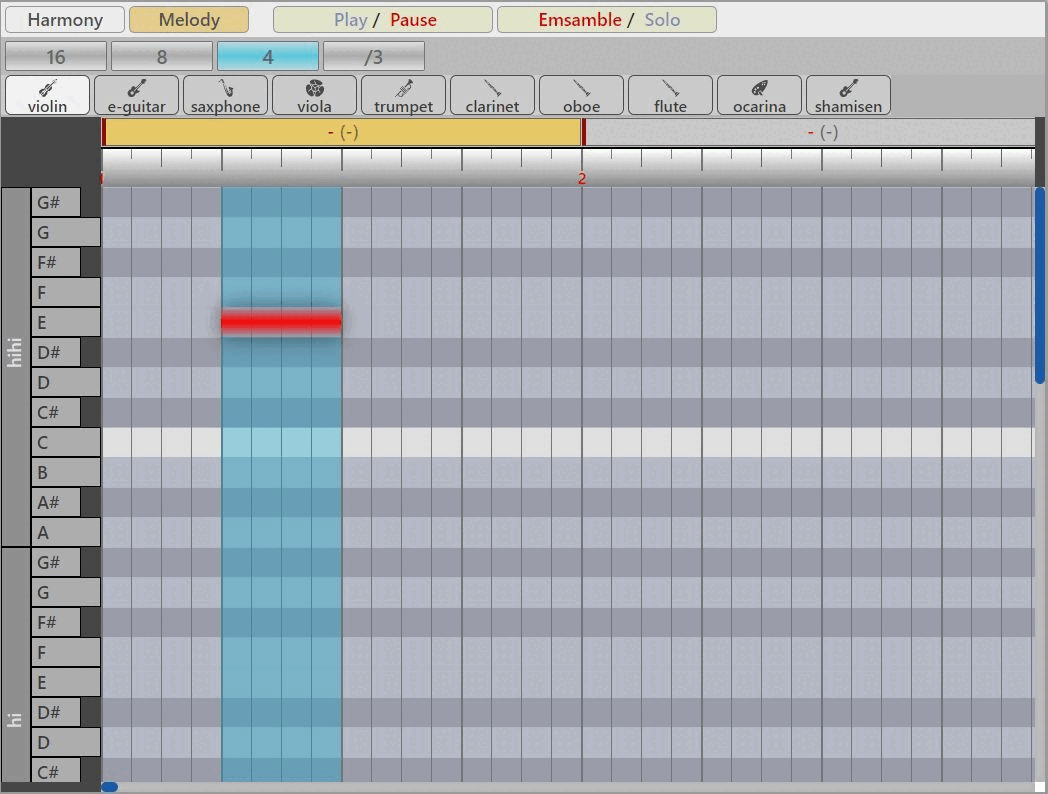 Harmony Melody Play / Pause Emsamble / Solo
16 8 4 /3
violin e-guitar saxphone viola trumpet clarinet oboe flute ocarina shamisen
- (-) - (-)
1 2
hihi
G#
G
F#
F
E
D#
D
C#
C
B
A#
A
hi
G#
G
F#
F
E
D#
D
C#